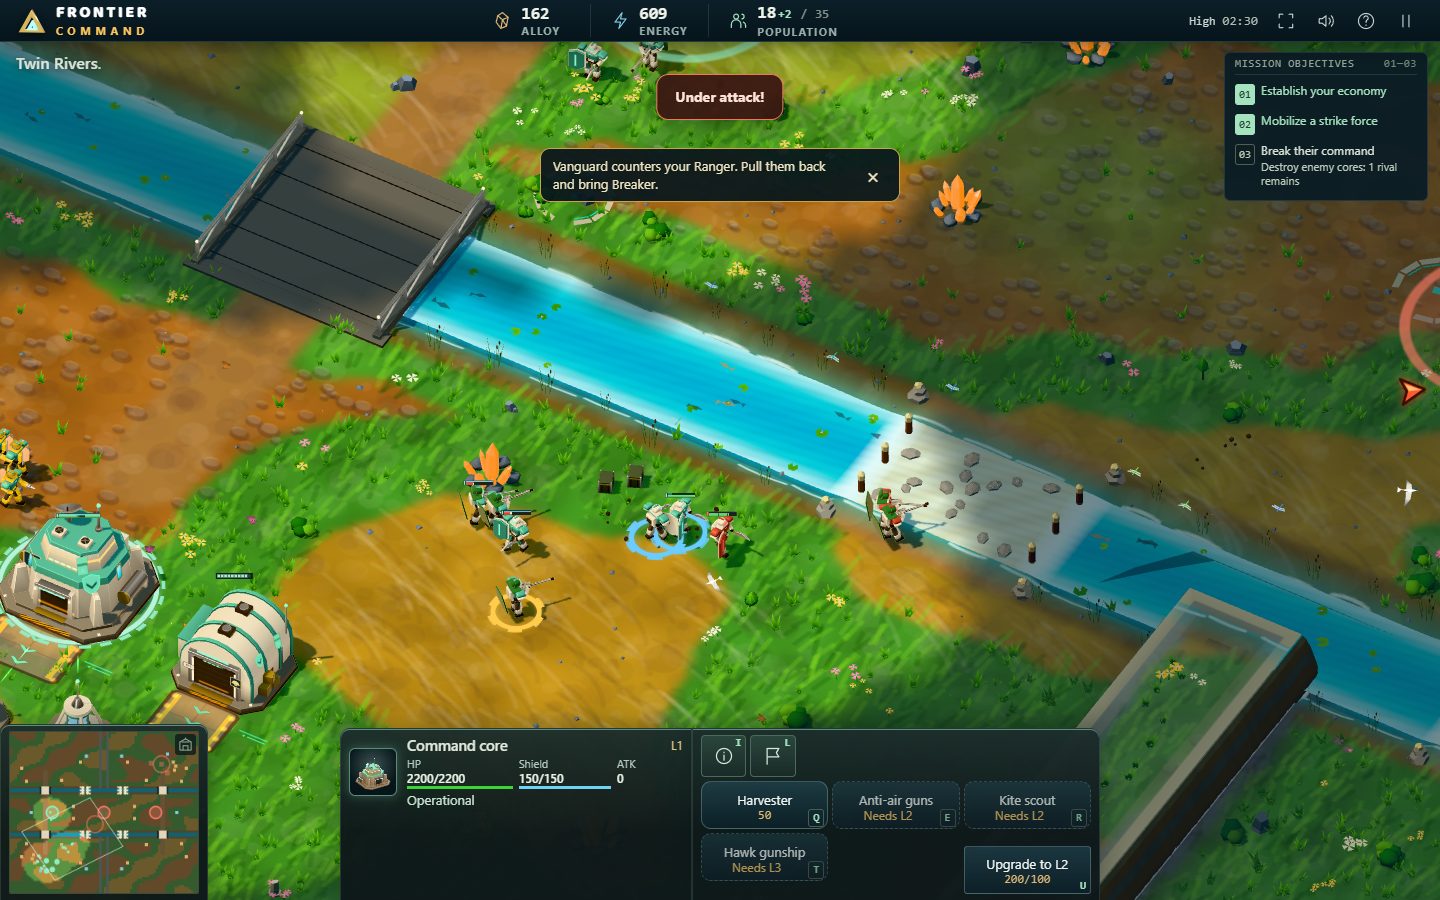 FRONTIER
COMMAND
162
ALLOY
609
ENERGY
18+2 / 35
POPULATION
High 02:30
Twin Rivers.
Under attack!
Vanguard counters your Ranger. Pull them back
and bring Breaker.
MISSION OBJECTIVES 01—03
01 Establish your economy
02 Mobilize a strike force
03 Break their command
Destroy enemy cores: 1 rival
remains
Command core L1
HP Shield ATK
2200/2200 150/150 0
Operational
I L
Harvester
50 Q
Anti-air guns
Needs L2 E
Kite scout
Needs L2 R
Hawk gunship
Needs L3 T
Upgrade to L2
200/100 U